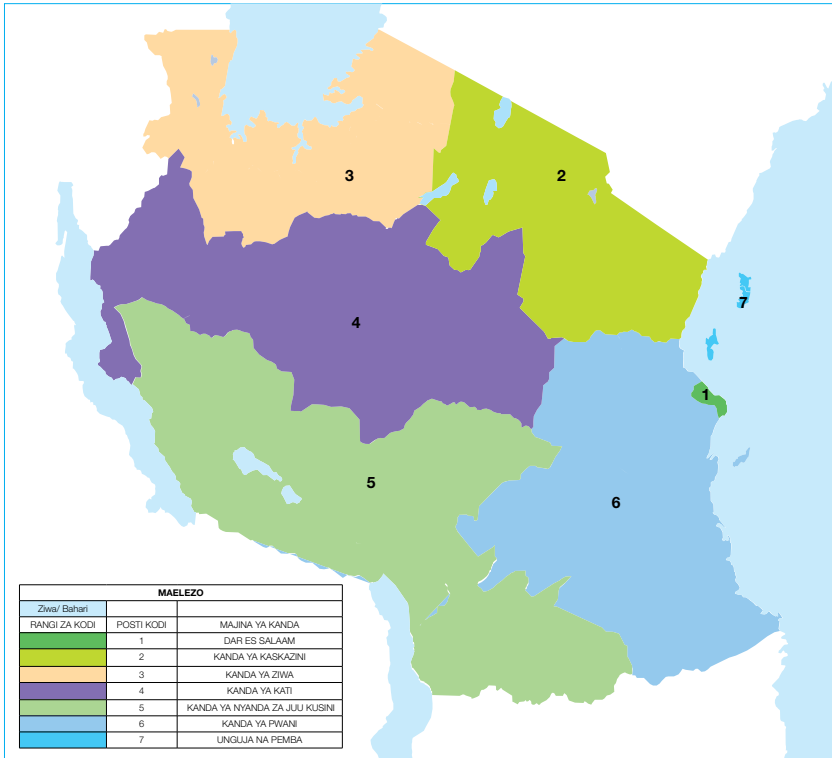 3
2
7
4
1
5
6
MAELEZO
Ziwa/ Bahari
RANGI ZA KODI POSTI KODI MAJINA YA KANDA
1 DAR ES SALAAM
2 KANDA YA KASKAZINI
3 KANDA YA ZIWA
4 KANDA YA KATI
5 KANDA YA NYANDA ZA JUU KUSINI
6 KANDA YA PWANI
7 UNGUJA NA PEMBA